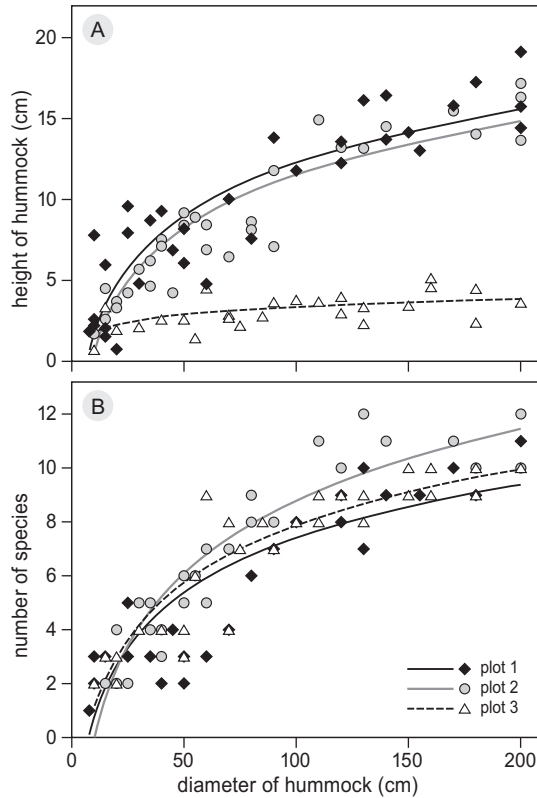 A
20
15
10
5
0
height of hummock (cm)
B
12
10
8
6
4
2
0
number of species
plot 1
plot 2
plot 3
0 50 100 150 200
diameter of hummock (cm)